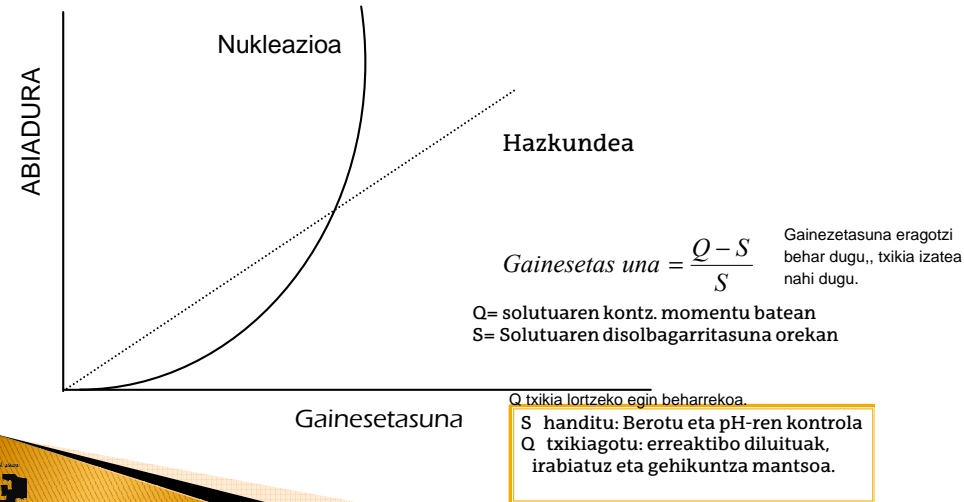 Nukleazioa
ABIADURA
Hazkundea
Gainesetas una = (Q − S) / S
Gainezetasuna eragotzi
behar dugu,, txikia izatea
nahi dugu.
Q= solutuaren kontz. momentu batean
S= Solutuaren disolbagarritasuna orekan
Gainesetasuna
Q txikia lortzeko egin beharrekoa.
S handitu: Berotu eta pH-ren kontrola
Q txikiagotu: erreaktibo diluituak,
irabiatuz eta gehikuntza mantsoa.